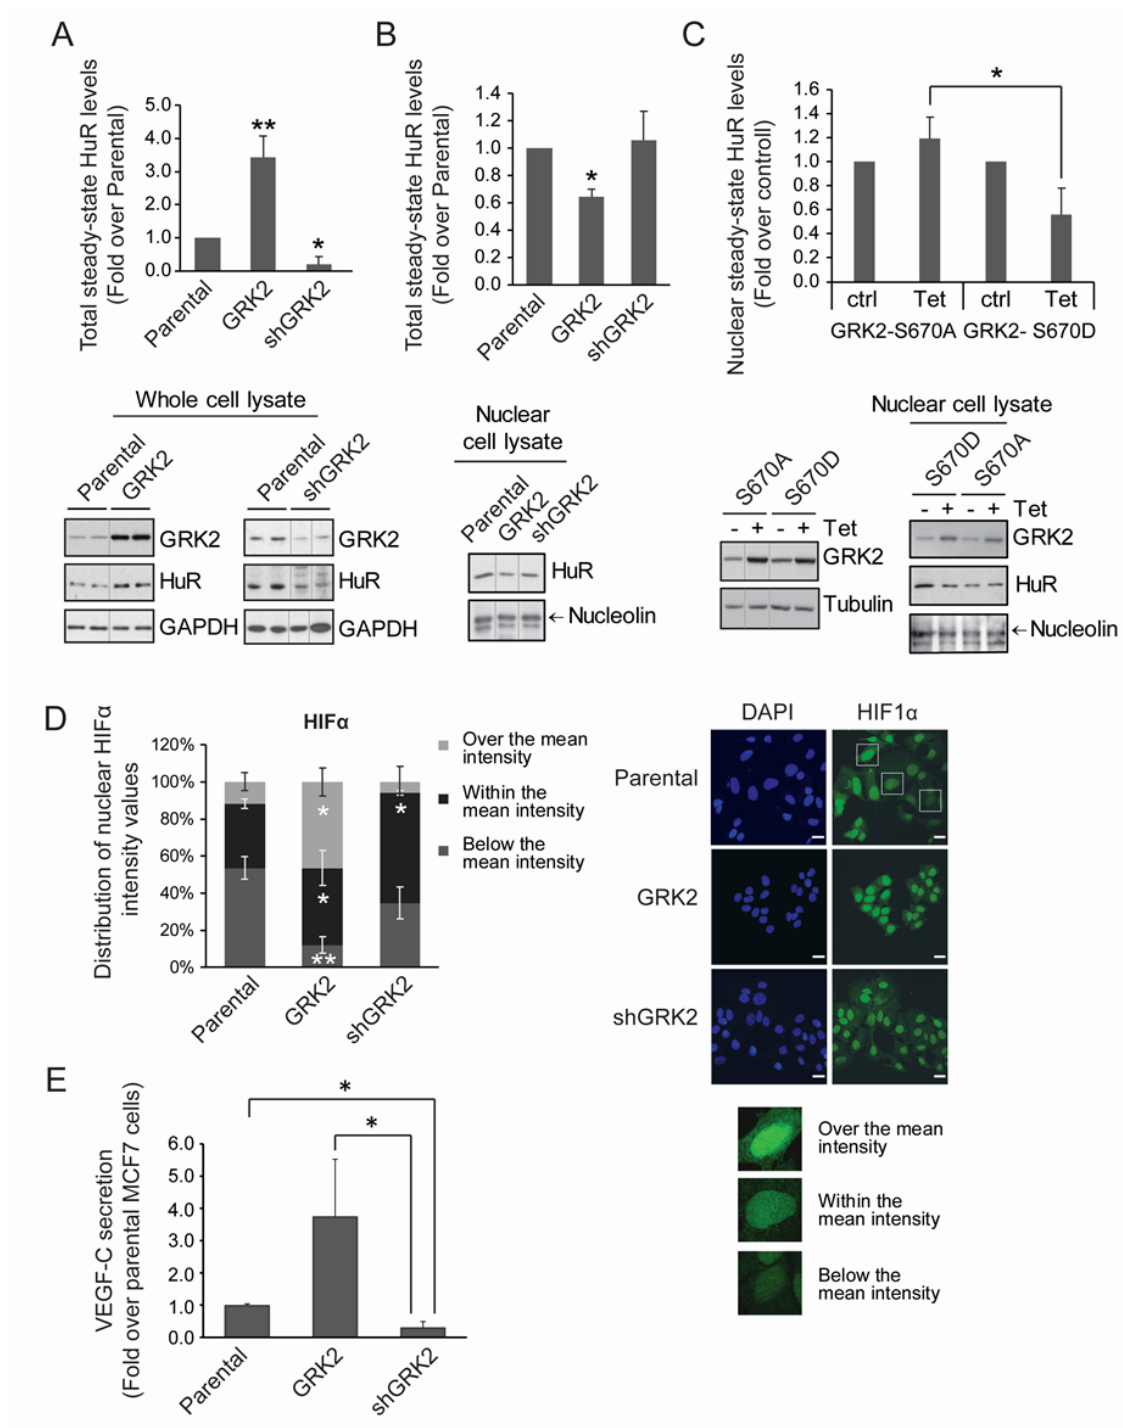 A
Total steady-state HuR levels
(Fold over Parental)
5.0
4.0
3.0
2.0
1.0
0.0
**
*
Parental
GRK2
shGRK2
B
Total steady-state HuR levels
(Fold over Parental)
1.4
1.2
1.0
0.8
0.6
0.4
0.2
0.0
*
Parental
GRK2
shGRK2
C
Nuclear steady-state HuR levels
(Fold over controll)
1.6
1.4
1.2
1.0
0.8
0.6
0.4
0.2
0.0
*
ctrl Tet ctrl Tet
GRK2-S670A GRK2- S670D
Whole cell lysate
Parental
GRK2
Parental
shGRK2
GRK2
HuR
GAPDH
GRK2
HuR
GAPDH
Nuclear
cell lysate
Parental
GRK2
shGRK2
HuR
←Nucleolin
S670A
S670D
- + - + Tet
GRK2
Tubulin
Nuclear cell lysate
S670D
S670A
- + - + Tet
GRK2
HuR
←Nucleolin
D
HIFα
Distribution of nuclear HIFα
intensity values
120%
100%
80%
60%
40%
20%
0%
*
*
**
*
Parental
GRK2
shGRK2
Over the mean
intensity
Within the
mean intensity
Below the
mean intensity
DAPI HIF1α
Parental
GRK2
shGRK2
Over the mean
intensity
Within the
mean intensity
Below the
mean intensity
E
VEGF-C secretion
(Fold over parental MCF7 cells)
6.0
5.0
4.0
3.0
2.0
1.0
0.0
*
*
Parental
GRK2
shGRK2